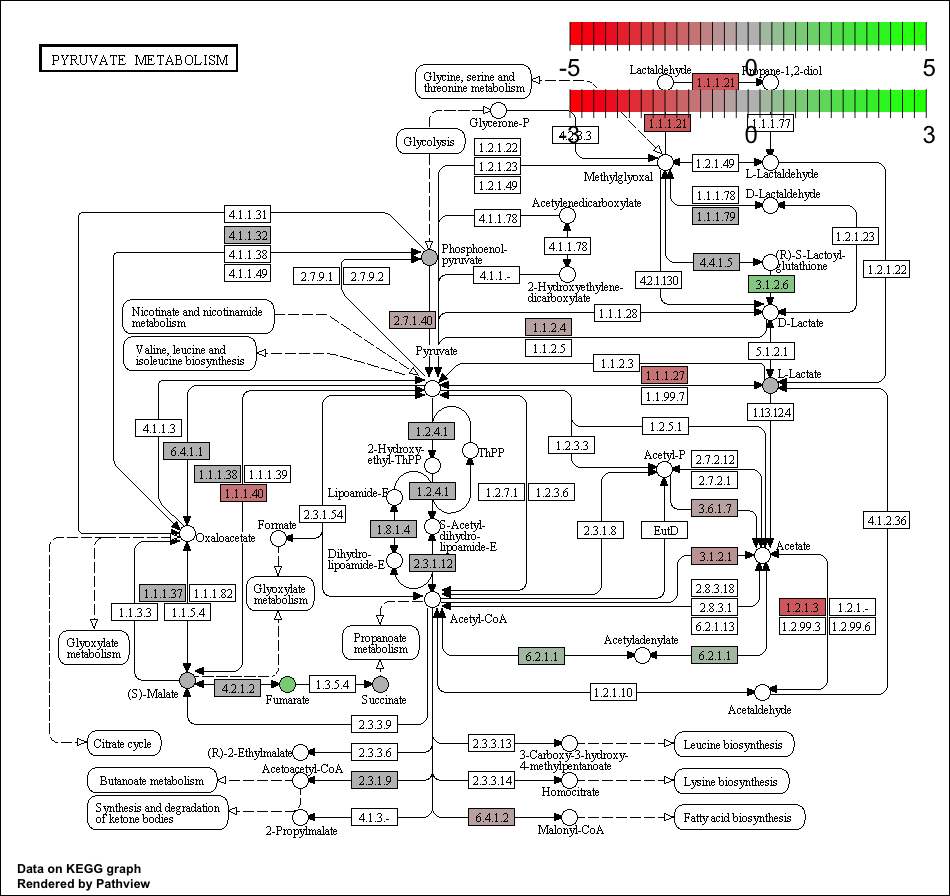 PYRUVATE METABOLISM
-5 0 5
Glycine, serine and
threonine metabolism
Lactaldehyde
1.1.1.21
Propane-1,2-diol
Glycerone-P
-3 0 3
4.2.3.3
1.1.1.21
1.1.1.77
Glycolysis
1.2.1.22
1.2.1.23
1.2.1.49
Methylglyoxal
1.2.1.49
L-Lactaldehyde
1.1.1.78
D-Lactaldehyde
1.1.1.79
4.1.1.31
4.1.1.32
4.1.1.38
4.1.1.49
4.1.1.78
Acetylenedicarboxylate
4.1.1.78
1.2.1.23
Phosphoenol-
pyruvate
2.7.9.1
2.7.9.2
4.1.1.-
2-Hydroxyethylene-
dicarboxylate
4.4.1.5
(R)-S-Lactoyl-
glutathione
1.2.1.22
4.2.1.130
3.1.2.6
Nicotinate and nicotinamide
metabolism
2.7.1.40
1.1.1.28
D-Lactate
1.1.2.4
1.1.2.5
Valine, leucine and
isoleucine biosynthesis
Pyruvate
5.1.2.1
1.1.2.3
1.1.1.27
1.1.99.7
L-Lactate
1.13.12.4
4.1.1.3
6.4.1.1
1.2.4.1
1.2.5.1
1.2.3.3
2-Hydroxy-
ethyl-ThPP
ThPP
Acetyl-P
2.7.2.12
2.7.2.1
1.1.1.38
1.1.1.39
1.1.1.40
Lipoamide-E
1.2.4.1
1.2.7.1
1.2.3.6
3.6.1.7
2.3.1.54
Formate
1.8.1.4
S-Acetyl-
dihydro-
lipoamide-E
2.3.1.8
EutD
4.1.2.36
Oxaloacetate
Dihydro-
lipoamide-E
2.3.1.12
3.1.2.1
Acetate
Glyoxylate
metabolism
2.8.3.18
2.8.3.1
6.2.1.13
1.1.1.37
1.1.1.82
1.1.3.3
1.1.5.4
Acetyl-CoA
1.2.1.3
1.2.1.-
1.2.99.3
1.2.99.6
Glyoxylate
metabolism
Propanoate
metabolism
Acetyladenylate
6.2.1.1
6.2.1.1
(S)-Malate
4.2.1.2
Fumarate
1.3.5.4
Succinate
1.2.1.10
Acetaldehyde
2.3.3.9
Citrate cycle
(R)-2-Ethylmalate
2.3.3.6
2.3.3.13
3-Carboxy-3-hydroxy-
4-methylpentanoate
Leucine biosynthesis
Butanoate metabolism
Acetoacetyl-CoA
2.3.1.9
2.3.3.14
Homocitrate
Lysine biosynthesis
Synthesis and degradation
of ketone bodies
2-Propylmalate
4.1.3.-
6.4.1.2
Malonyl-CoA
Fatty acid biosynthesis
Data on KEGG graph
Rendered by Pathview